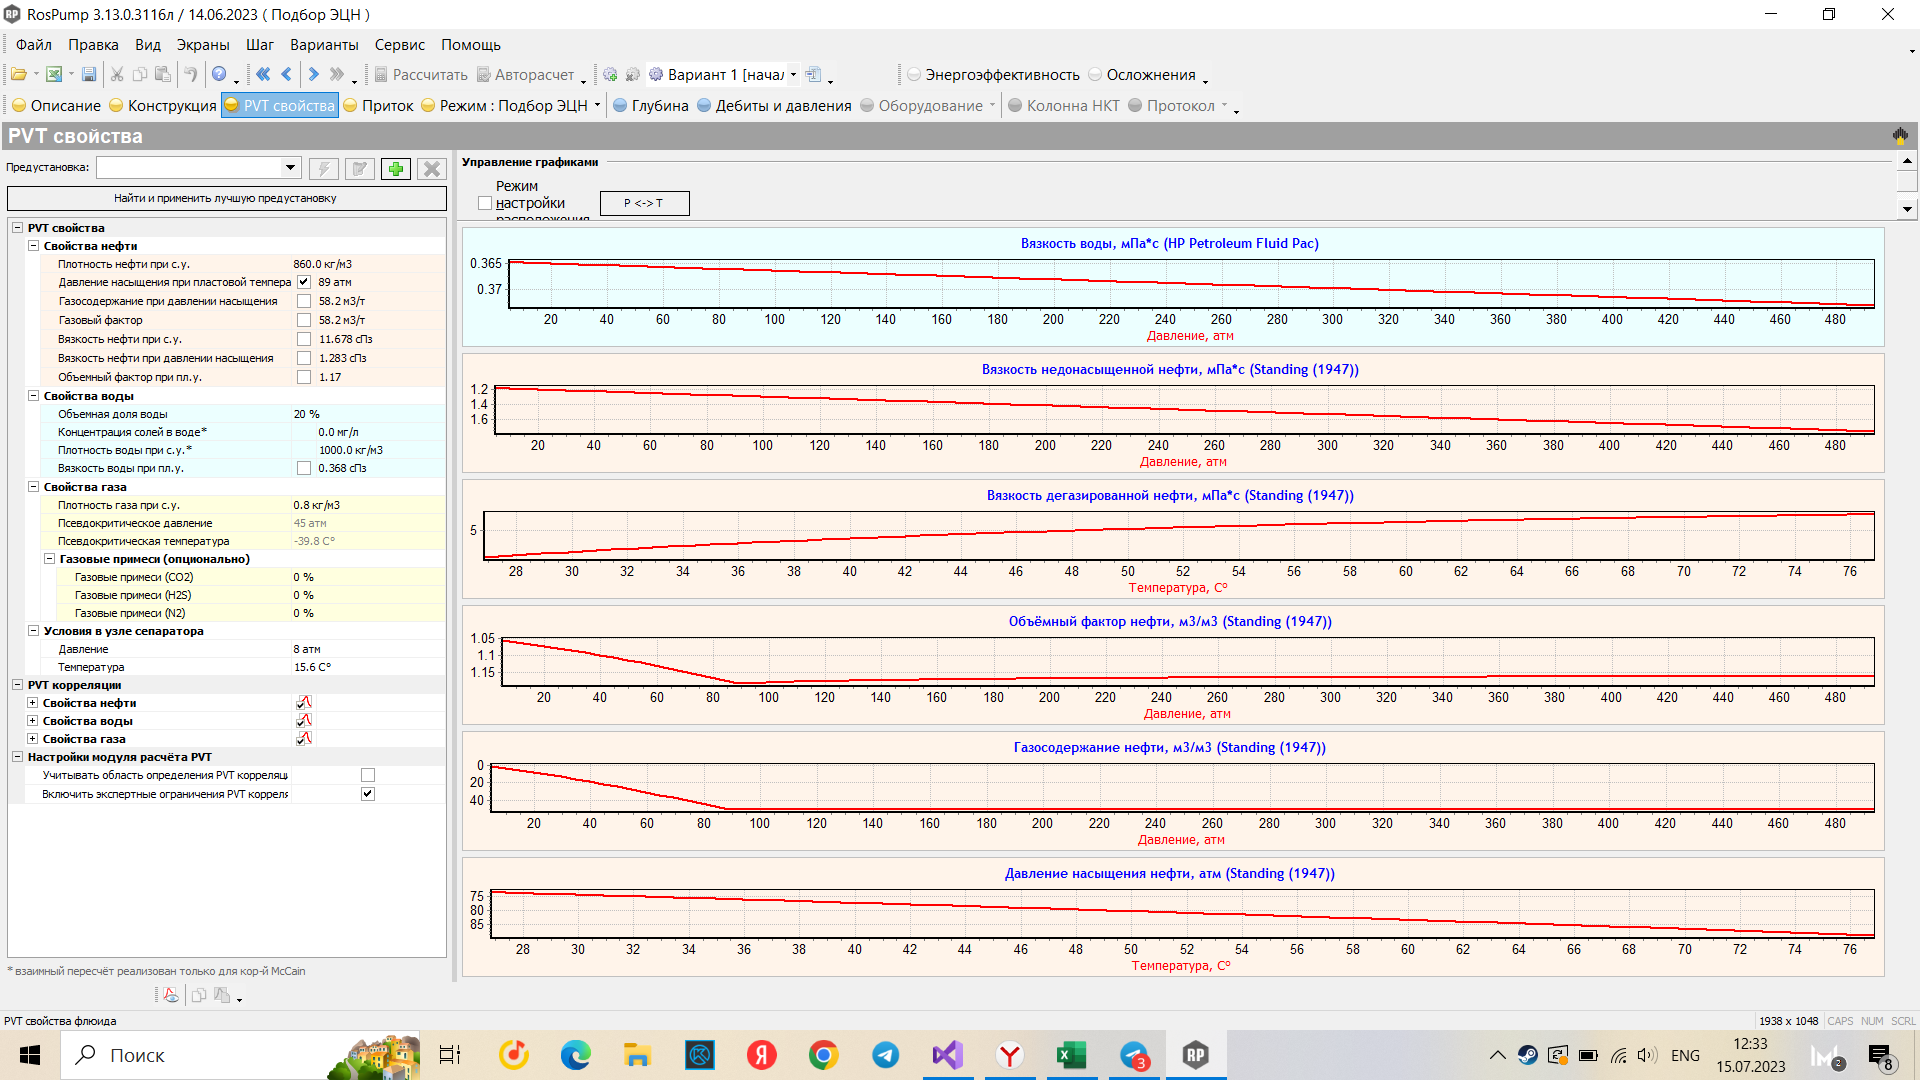 RosPump 3.13.0.3116л / 14.06.2023 ( Подбор ЭЦН )
Файл Правка Вид Экраны Шаг Варианты Сервис Помощь
Рассчитать Авторасчет Вариант 1 [начал Энергоэффективность Осложнения
Описание Конструкция PVT свойства Приток Режим : Подбор ЭЦН Глубина Дебиты и давления Оборудование Колонна НКТ Протокол
PVT свойства
Предустановка:
Найти и применить лучшую предустановку
PVT свойства
Свойства нефти
Плотность нефти при с.у. 860.0 кг/м3
Давление насыщения при пластовой темпера 89 атм
Газосодержание при давлении насыщения 58.2 м3/т
Газовый фактор 58.2 м3/т
Вязкость нефти при с.у. 11.678 сПз
Вязкость нефти при давлении насыщения 1.283 сПз
Объемный фактор при пл.у. 1.17
Свойства воды
Объемная доля воды 20 %
Концентрация солей в воде* 0.0 мг/л
Плотность воды при с.у.* 1000.0 кг/м3
Вязкость воды при пл.у. 0.368 сПз
Свойства газа
Плотность газа при с.у. 0.8 кг/м3
Псевдокритическое давление 45 атм
Псевдокритическая температура -39.8 C°
Газовые примеси (опционально)
Газовые примеси (CO2) 0 %
Газовые примеси (H2S) 0 %
Газовые примеси (N2) 0 %
Условия в узле сепаратора
Давление 8 атм
Температура 15.6 C°
PVT корреляции
Свойства нефти
Свойства воды
Свойства газа
Настройки модуля расчёта PVT
Учитывать область определения PVT корреляци
Включить экспертные ограничения PVT корреля
* взаимный пересчёт реализован только для кор-й McCain
Управление графиками
Режим
настройки
расположения
P <-> T
Вязкость воды, мПа*с (HP Petroleum Fluid Pac)
0.365
0.37
20 40 60 80 100 120 140 160 180 200 220 240 260 280 300 320 340 360 380 400 420 440 460 480
Давление, атм
Вязкость недонасыщенной нефти, мПа*с (Standing (1947))
1.2
1.4
1.6
20 40 60 80 100 120 140 160 180 200 220 240 260 280 300 320 340 360 380 400 420 440 460 480
Давление, атм
Вязкость дегазированной нефти, мПа*с (Standing (1947))
5
28 30 32 34 36 38 40 42 44 46 48 50 52 54 56 58 60 62 64 66 68 70 72 74 76
Температура, C°
Объёмный фактор нефти, м3/м3 (Standing (1947))
1.05
1.1
1.15
20 40 60 80 100 120 140 160 180 200 220 240 260 280 300 320 340 360 380 400 420 440 460 480
Давление, атм
Газосодержание нефти, м3/м3 (Standing (1947))
0
20
40
20 40 60 80 100 120 140 160 180 200 220 240 260 280 300 320 340 360 380 400 420 440 460 480
Давление, атм
Давление насыщения нефти, атм (Standing (1947))
75
80
85
28 30 32 34 36 38 40 42 44 46 48 50 52 54 56 58 60 62 64 66 68 70 72 74 76
Температура, C°
PVT свойства флюида
1938 x 1048 CAPS NUM SCRL
Поиск
3
RP
ENG
12:33
15.07.2023
2
8